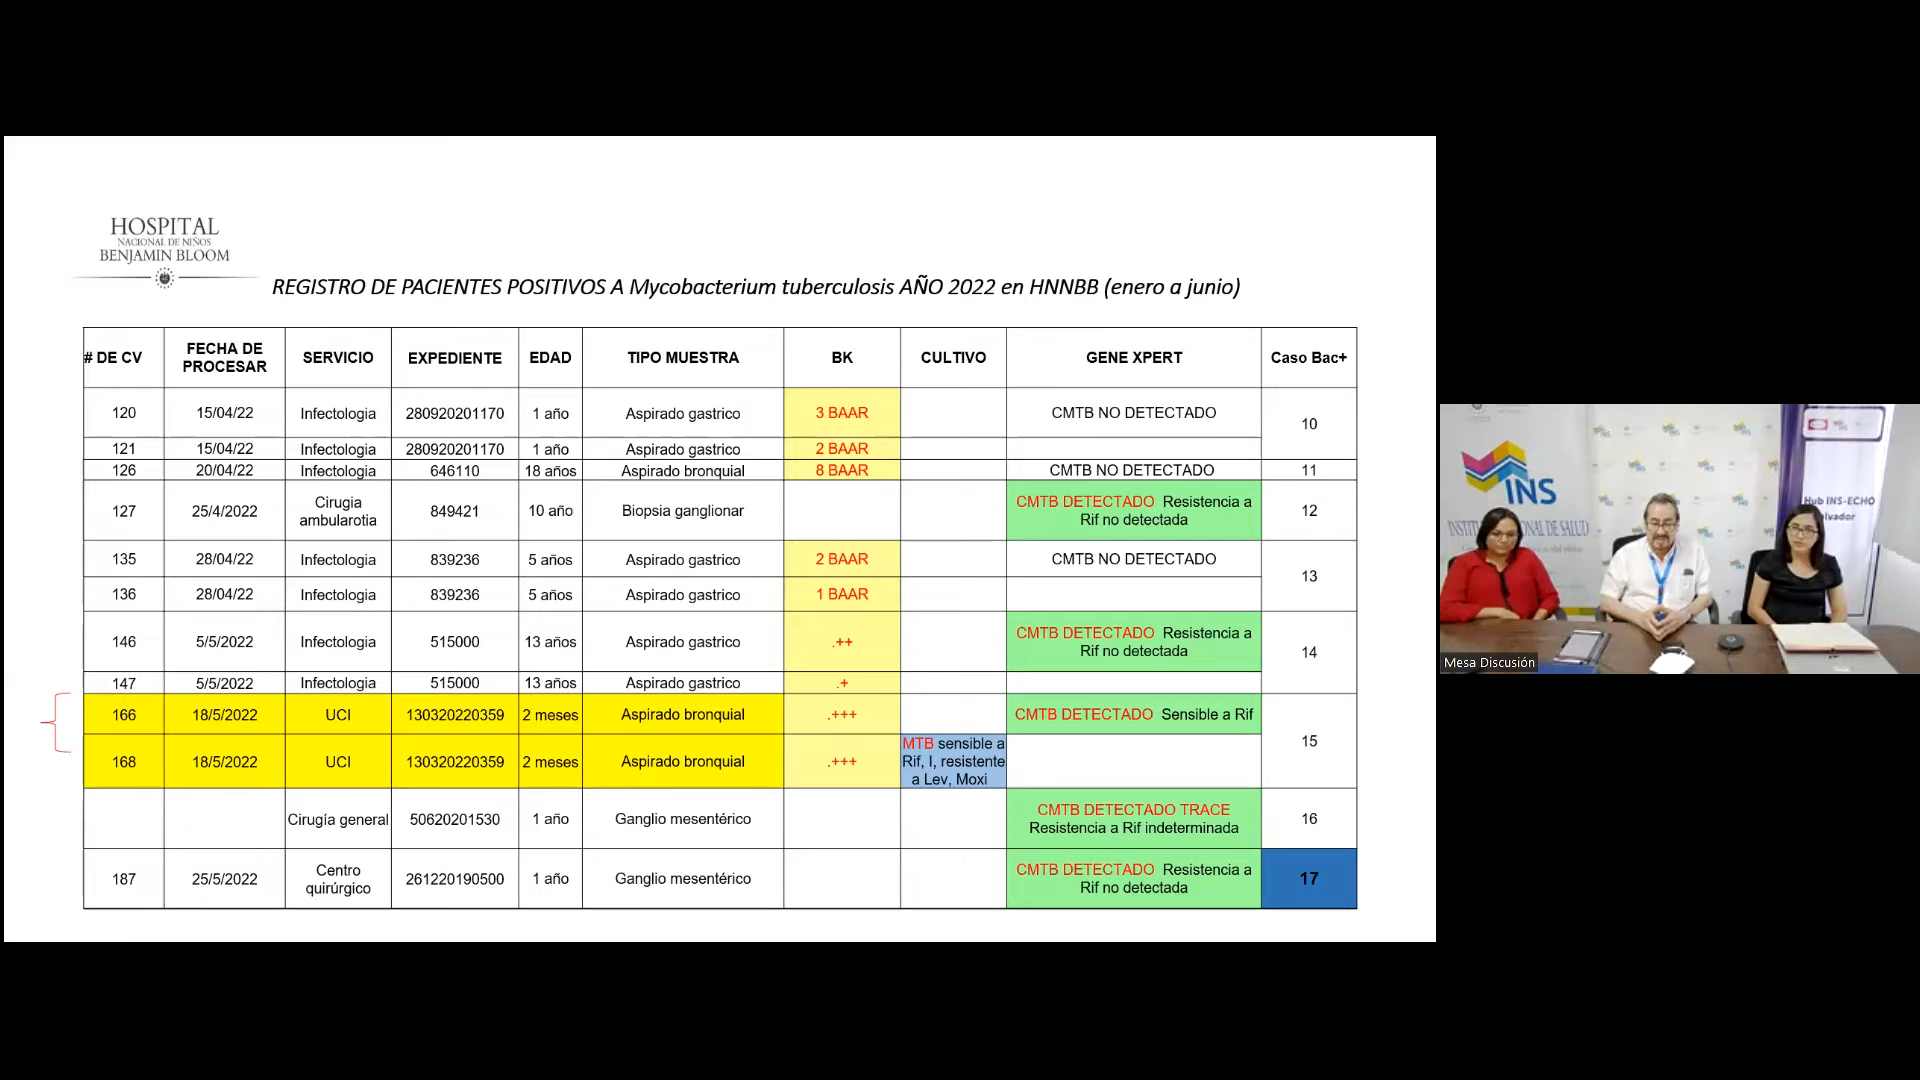 HOSPITAL
NACIONAL DE NIÑOS
BENJAMIN BLOOM
REGISTRO DE PACIENTES POSITIVOS A Mycobacterium tuberculosis AÑO 2022 en HNNBB (enero a junio)
# DE CV FECHA DE PROCESAR SERVICIO EXPEDIENTE EDAD TIPO MUESTRA BK CULTIVO GENE XPERT Caso Bac+
120 15/04/22 Infectologia 280920201170 1 año Aspirado gastrico 3 BAAR CMTB NO DETECTADO 10
121 15/04/22 Infectologia 280920201170 1 año Aspirado gastrico 2 BAAR
126 20/04/22 Infectologia 646110 18 años Aspirado bronquial 8 BAAR CMTB NO DETECTADO 11
127 25/4/2022 Cirugia ambularotia 849421 10 año Biopsia ganglionar CMTB DETECTADO Resistencia a Rif no detectada 12
135 28/04/22 Infectologia 839236 5 años Aspirado gastrico 2 BAAR CMTB NO DETECTADO 13
136 28/04/22 Infectologia 839236 5 años Aspirado gastrico 1 BAAR
146 5/5/2022 Infectologia 515000 13 años Aspirado gastrico .++ CMTB DETECTADO Resistencia a Rif no detectada 14
147 5/5/2022 Infectologia 515000 13 años Aspirado gastrico .+
166 18/5/2022 UCI 130320220359 2 meses Aspirado bronquial .+++ CMTB DETECTADO Sensible a Rif 15
168 18/5/2022 UCI 130320220359 2 meses Aspirado bronquial .+++ MTB sensible a Rif, I, resistente a Lev, Moxi
Cirugía general 50620201530 1 año Ganglio mesentérico CMTB DETECTADO TRACE Resistencia a Rif indeterminada 16
187 25/5/2022 Centro quirúrgico 261220190500 1 año Ganglio mesentérico CMTB DETECTADO Resistencia a Rif no detectada 17
INS
Hub INS-ECHO
Mesa Discusión